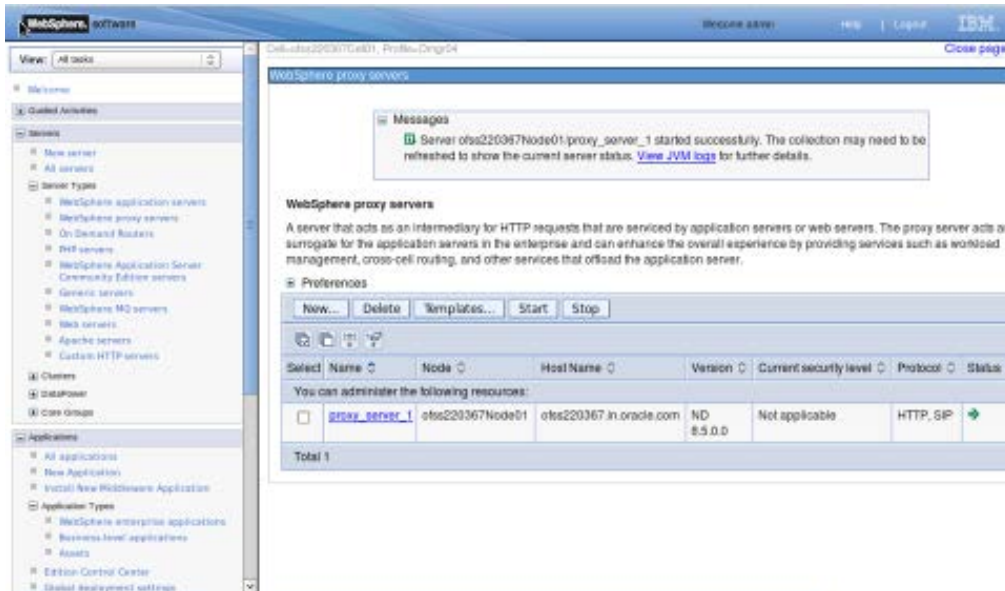 WebSphere. software
Welcome admin
Help | Logout
IBM.
View: All tasks
Cell=ofss220367Cell01, Profile=Dmgr04
Close page
Welcome
Guided Activities
Servers
New server
All servers
Server Types
WebSphere application servers
WebSphere proxy servers
On Demand Routers
PHP servers
WebSphere Application Server
Community Edition servers
Generic servers
WebSphere MQ servers
Web servers
Apache servers
Custom HTTP servers
Clusters
DataPower
Core Groups
Applications
All applications
New Application
Install New Middleware Application
Application Types
WebSphere enterprise applications
Business-level applications
Assets
Edition Control Center
Global deployment settings
WebSphere proxy servers
Messages
Server ofss220367Node01/proxy_server_1 started successfully. The collection may need to be
refreshed to show the current server status. View JVM logs for further details.
WebSphere proxy servers
A server that acts as an intermediary for HTTP requests that are serviced by application servers or web servers. The proxy server acts a
surrogate for the application servers in the enterprise and can enhance the overall experience by providing services such as workload
management, cross-cell routing, and other services that offload the application server.
Preferences
New... Delete Templates... Start Stop
Select Name Node Host Name Version Current security level Protocol Status
You can administer the following resources:
proxy_server_1 ofss220367Node01 ofss220367.in.oracle.com ND Not applicable HTTP, SIP
8.5.0.0
Total 1